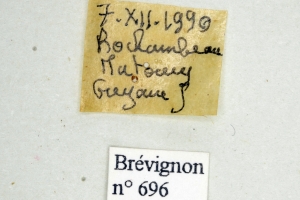 7-XII-1990
Rochambeau
Matoury
Guyane
Brévignon
n° 696